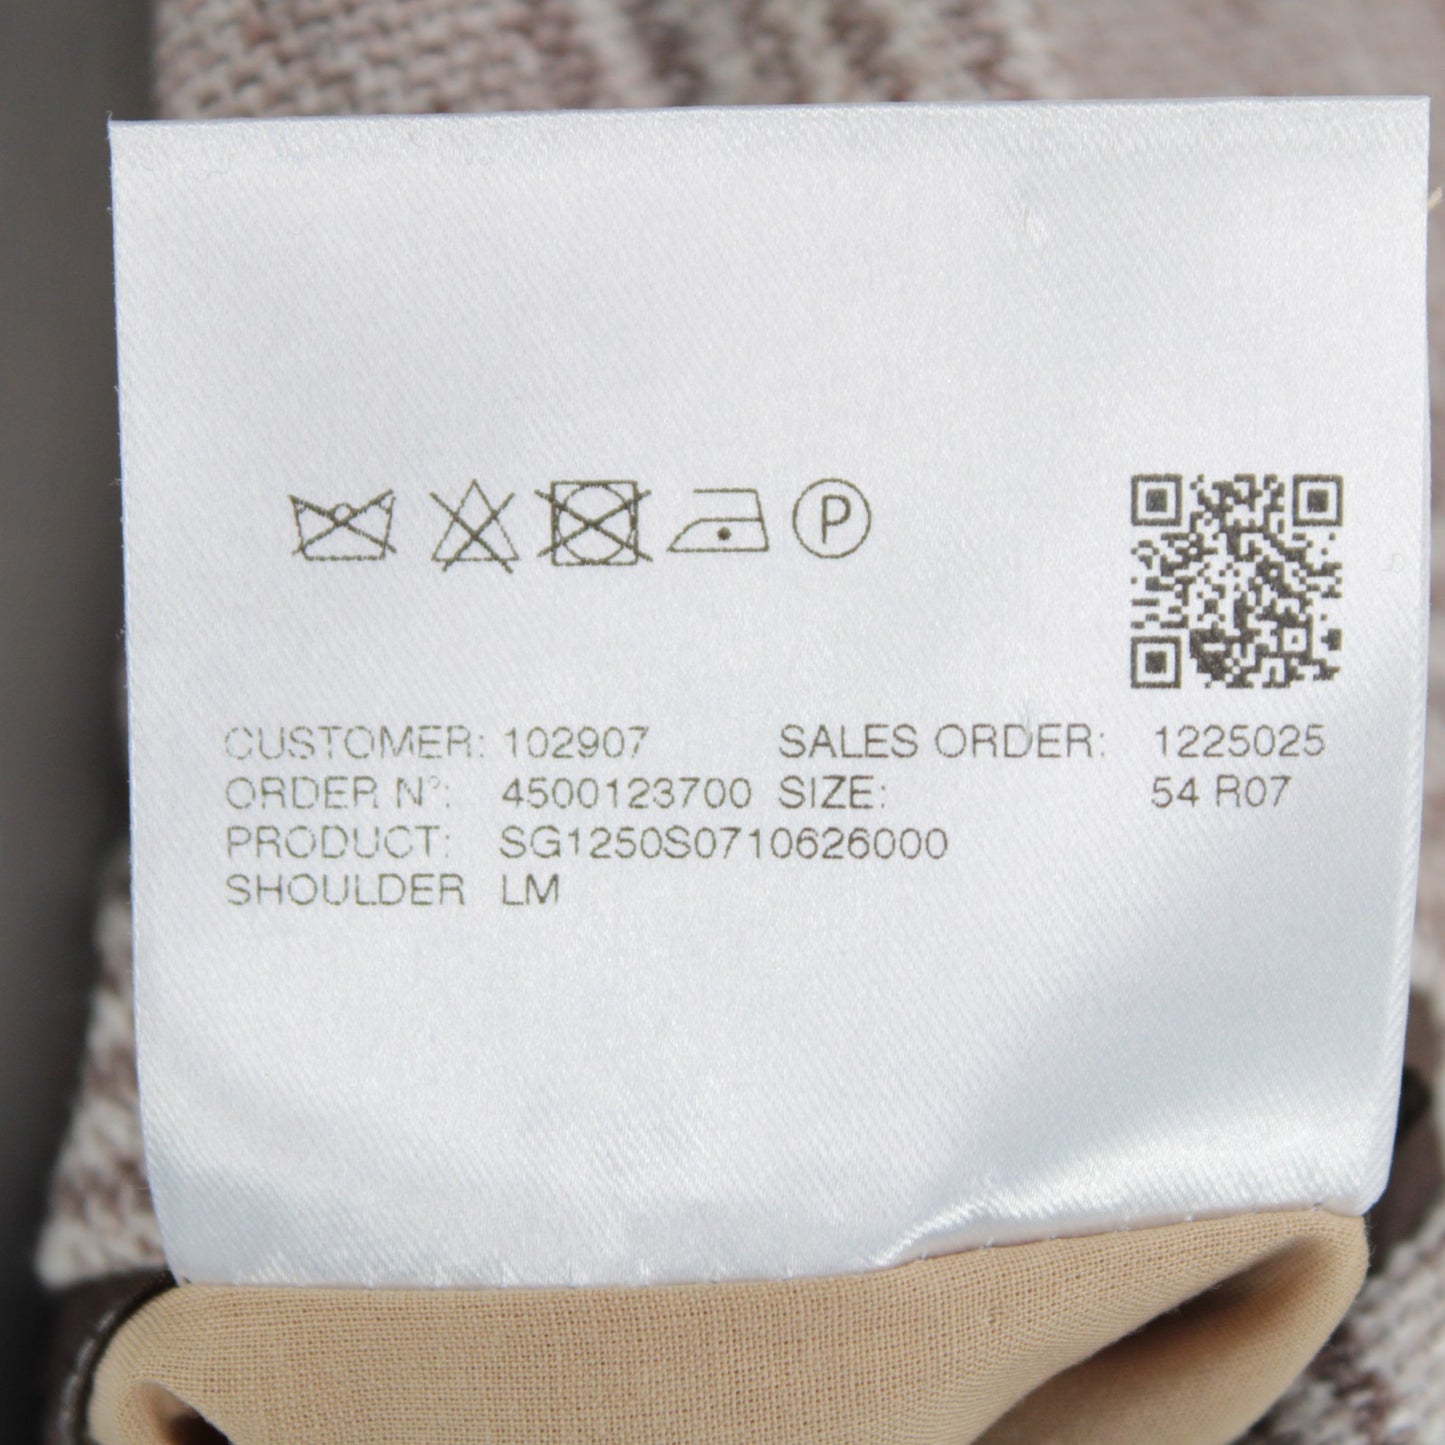 P
CUSTOMER: 102907 SALES ORDER: 1225025
ORDER N°: 4500123700 SIZE: 54 R07
PRODUCT: SG1250S0710626000
SHOULDER LM